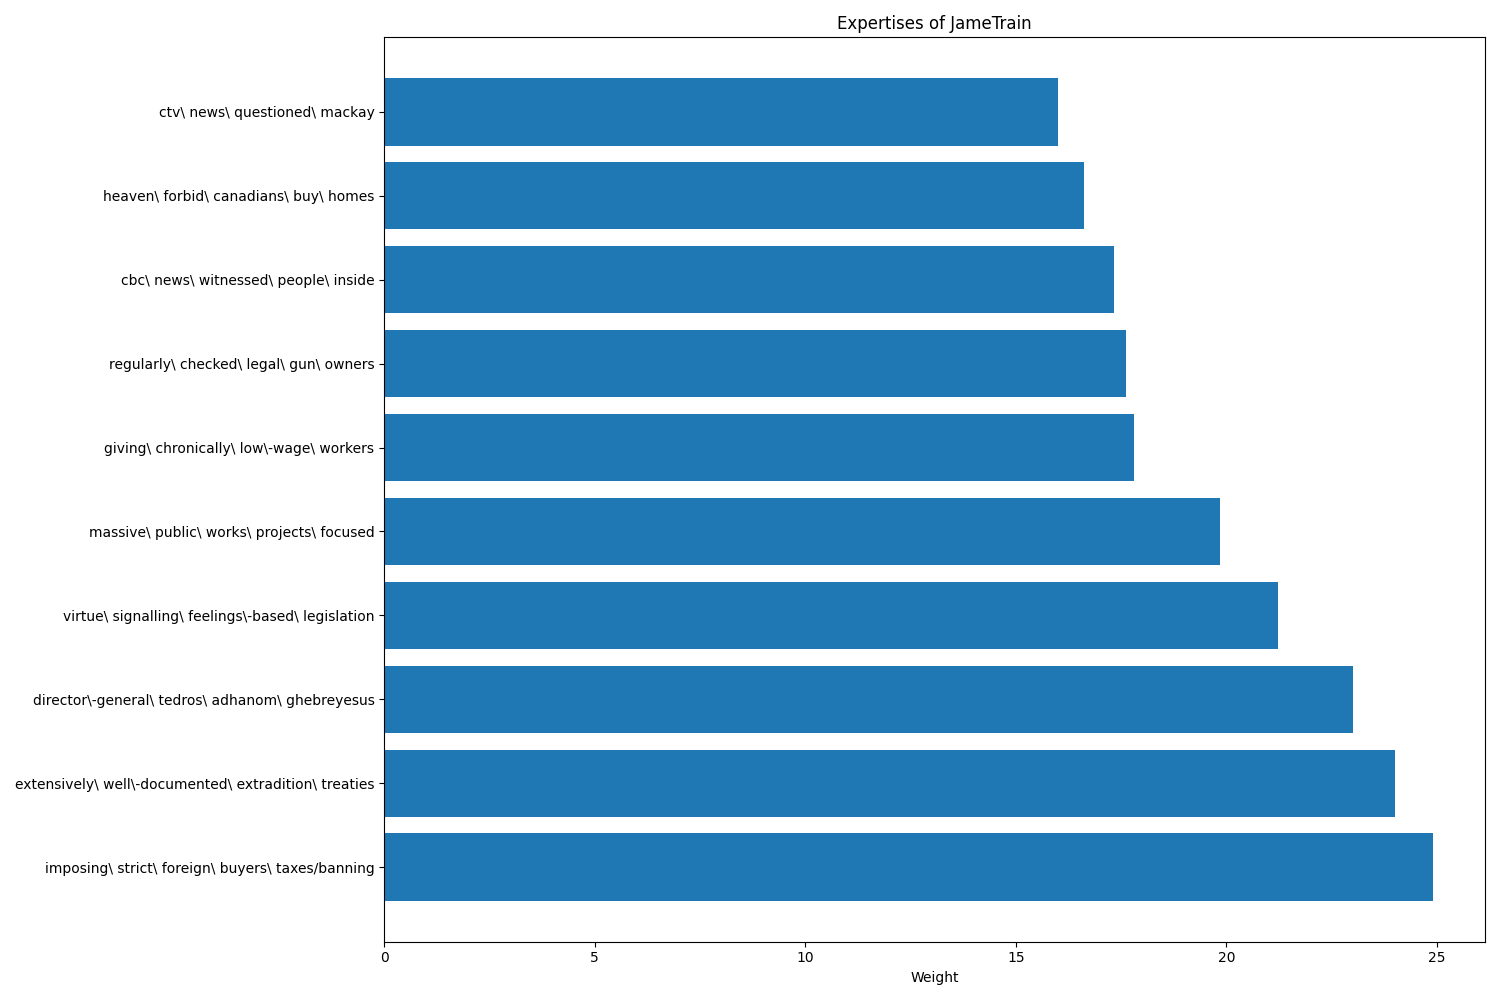 Expertises of JameTrain
ctv\ news\ questioned\ mackay
heaven\ forbid\ canadians\ buy\ homes
cbc\ news\ witnessed\ people\ inside
regularly\ checked\ legal\ gun\ owners
giving\ chronically\ low\-wage\ workers
massive\ public\ works\ projects\ focused
virtue\ signalling\ feelings\-based\ legislation
director\-general\ tedros\ adhanom\ ghebreyesus
extensively\ well\-documented\ extradition\ treaties
imposing\ strict\ foreign\ buyers\ taxes/banning
0 5 10 15 20 25
Weight